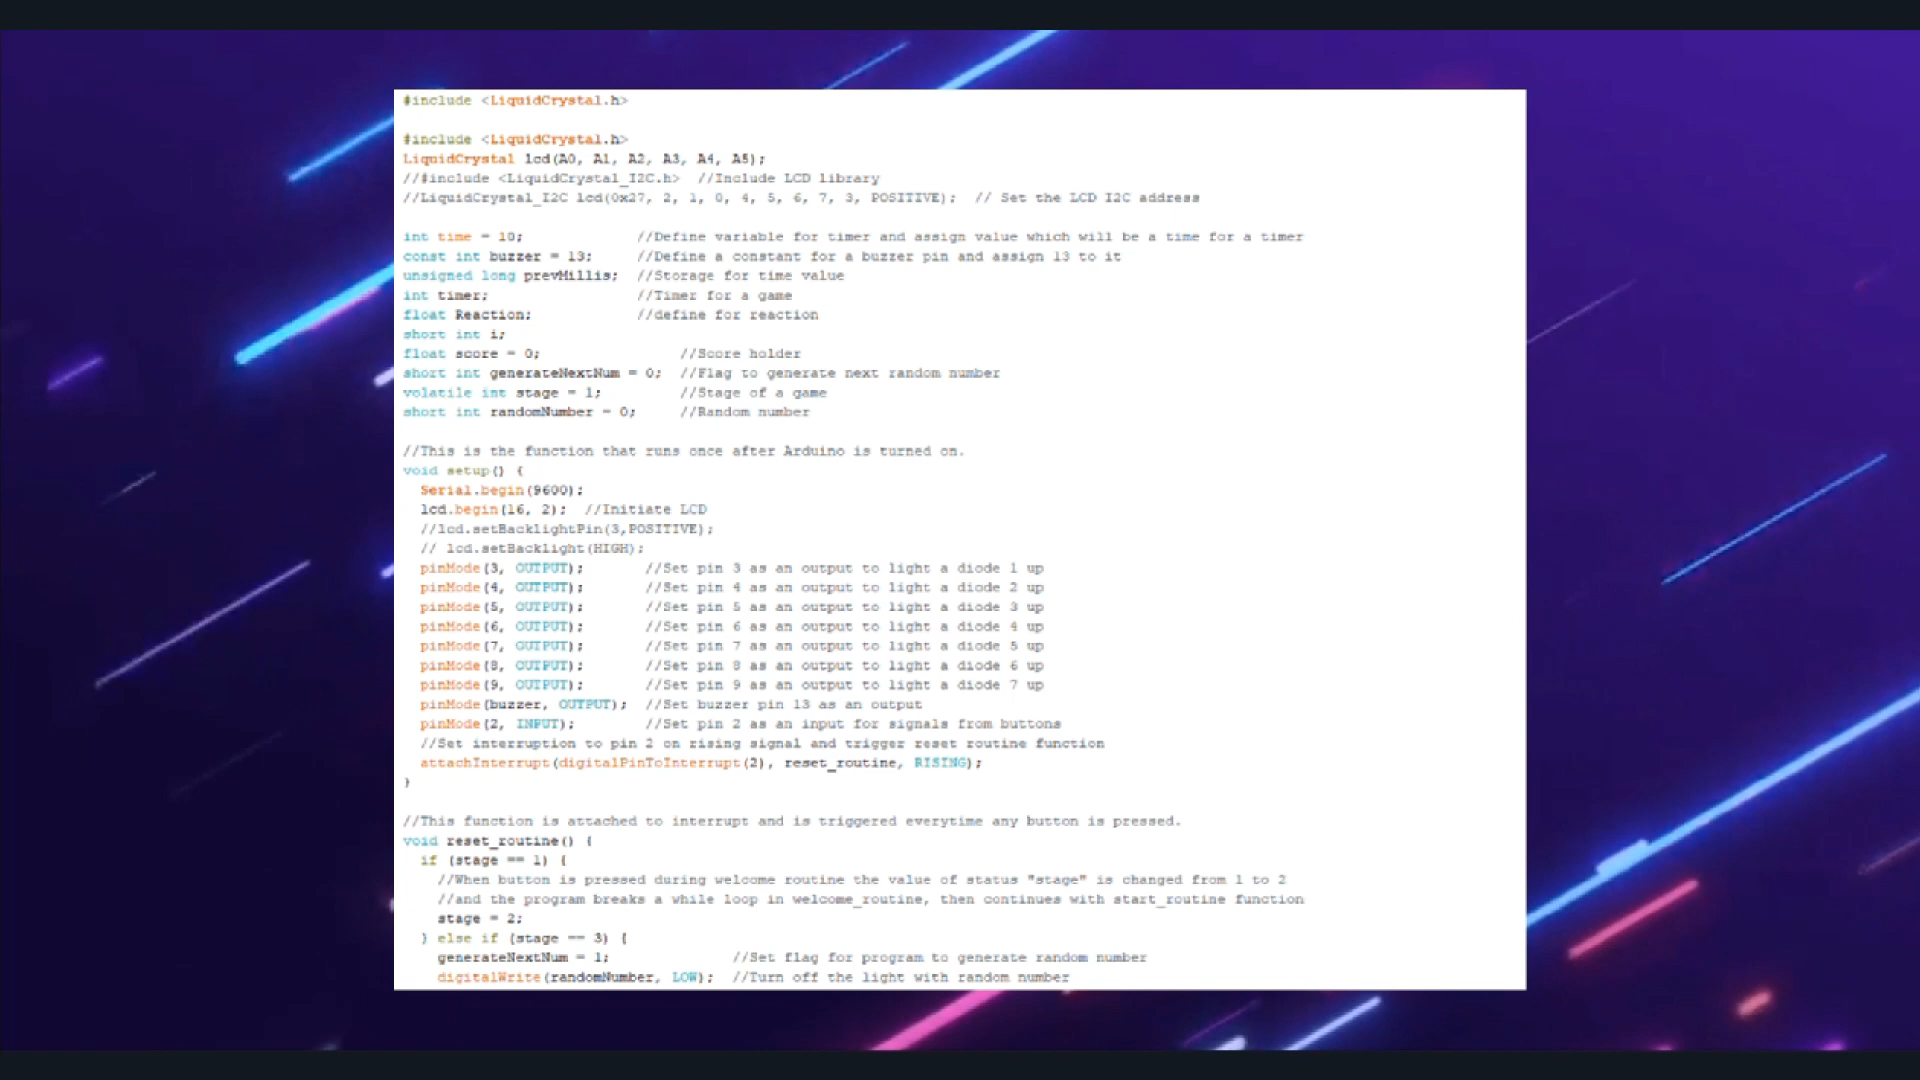 #include <LiquidCrystal.h>
#include <LiquidCrystal.h>
LiquidCrystal lcd(A0, A1, A2, A3, A4, A5);
//#include <LiquidCrystal_I2C.h>  //Include LCD library
//LiquidCrystal_I2C lcd(0x27, 2, 1, 0, 4, 5, 6, 7, 3, POSITIVE);  // Set the LCD I2C address
int time = 10;             //Define variable for timer and assign value which will be a time for a timer
const int buzzer = 13;     //Define a constant for a buzzer pin and assign 13 to it
unsigned long prevMillis;  //Storage for time value
int timer;                 //Timer for a game
float Reaction;            //define for reaction
short int i;
float score = 0;                //Score holder
short int generateNextNum = 0;  //Flag to generate next random number
volatile int stage = 1;         //Stage of a game
short int randomNumber = 0;     //Random number
//This is the function that runs once after Arduino is turned on.
void setup() {
  Serial.begin(9600);
  lcd.begin(16, 2);  //Initiate LCD
  //lcd.setBacklightPin(3,POSITIVE);
  // lcd.setBacklight(HIGH);
  pinMode(3, OUTPUT);       //Set pin 3 as an output to light a diode 1 up
  pinMode(4, OUTPUT);       //Set pin 4 as an output to light a diode 2 up
  pinMode(5, OUTPUT);       //Set pin 5 as an output to light a diode 3 up
  pinMode(6, OUTPUT);       //Set pin 6 as an output to light a diode 4 up
  pinMode(7, OUTPUT);       //Set pin 7 as an output to light a diode 5 up
  pinMode(8, OUTPUT);       //Set pin 8 as an output to light a diode 6 up
  pinMode(9, OUTPUT);       //Set pin 9 as an output to light a diode 7 up
  pinMode(buzzer, OUTPUT);  //Set buzzer pin 13 as an output
  pinMode(2, INPUT);        //Set pin 2 as an input for signals from buttons
  //Set interruption to pin 2 on rising signal and trigger reset routine function
  attachInterrupt(digitalPinToInterrupt(2), reset_routine, RISING);
}
//This function is attached to interrupt and is triggered everytime any button is pressed.
void reset_routine() {
  if (stage == 1) {
    //When button is pressed during welcome routine the value of status "stage" is changed from 1 to 2
    //and the program breaks a while loop in welcome_routine, then continues with start_routine function
    stage = 2;
  } else if (stage == 3) {
    generateNextNum = 1;              //Set flag for program to generate random number
    digitalWrite(randomNumber, LOW);  //Turn off the light with random number